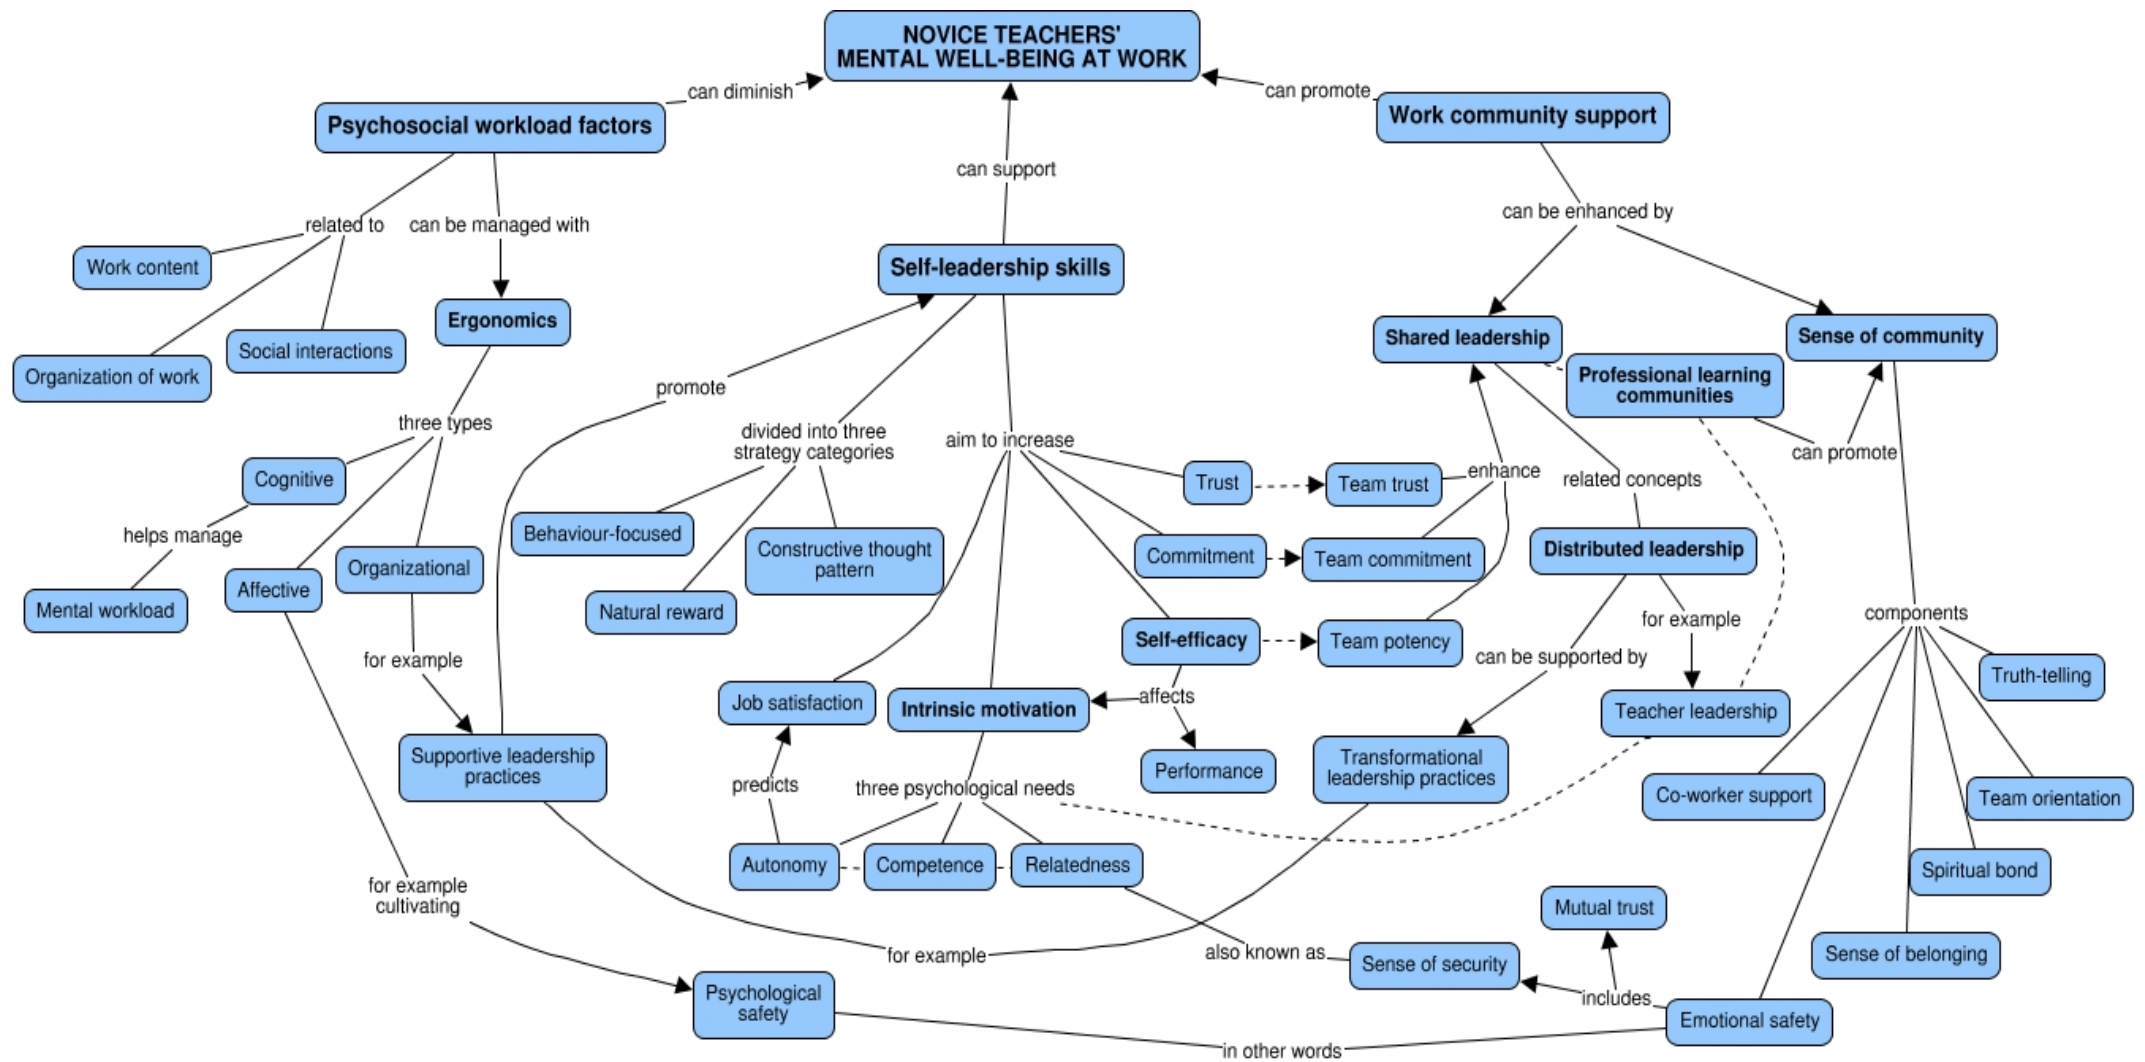 NOVICE TEACHERS'
MENTAL WELL-BEING AT WORK
can diminish
can promote
Psychosocial workload factors
Work community support
can support
related to
can be managed with
can be enhanced by
Work content
Self-leadership skills
Ergonomics
Social interactions
Organization of work
Shared leadership
Sense of community
Professional learning
communities
promote
three types
divided into three
strategy categories
aim to increase
can promote
Cognitive
Trust
Team trust
enhance
related concepts
helps manage
Behaviour-focused
Constructive thought
pattern
Commitment
Team commitment
Distributed leadership
Organizational
Affective
Mental workload
Natural reward
components
for example
Self-efficacy
Team potency
for example
can be supported by
Truth-telling
Job satisfaction
Intrinsic motivation
affects
Teacher leadership
Supportive leadership
practices
Performance
Transformational
leadership practices
predicts
three psychological needs
Co-worker support
Team orientation
Autonomy
Competence
Relatedness
Spiritual bond
for example
cultivating
Mutual trust
for example
also known as
Sense of security
Sense of belonging
Psychological
safety
includes
Emotional safety
in other words